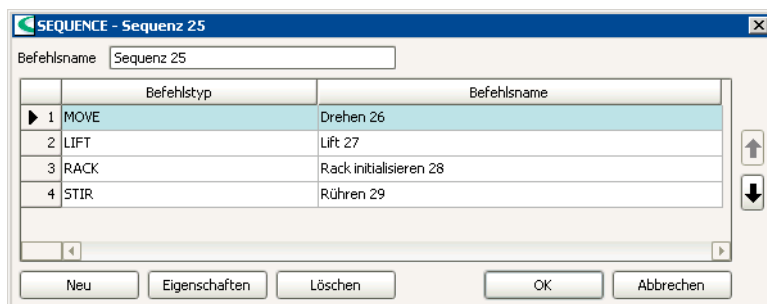 SEQUENCE - Sequenz 25
Befehlsname Sequenz 25
Befehlstyp Befehlsname
1 MOVE Drehen 26
2 LIFT Lift 27
3 RACK Rack initialisieren 28
4 STIR Rühren 29
Neu Eigenschaften Löschen OK Abbrechen